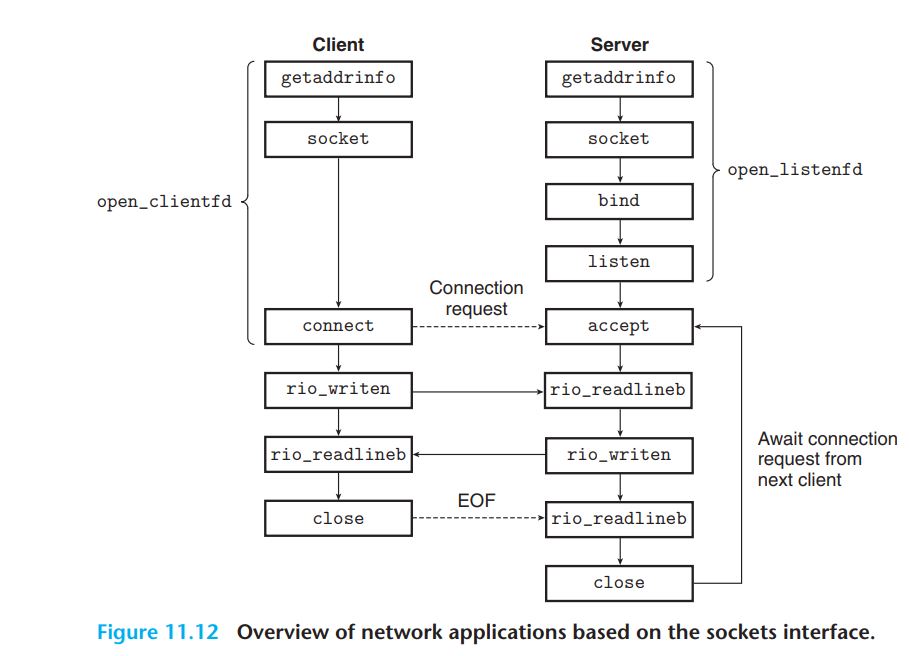 Client
Server
getaddrinfo
getaddrinfo
socket
socket
open_listenfd
open_clientfd
bind
listen
Connection
request
connect
accept
rio_writen
rio_readlineb
Await connection
request from
next client
rio_readlineb
rio_writen
EOF
close
rio_readlineb
close
Figure 11.12 Overview of network applications based on the sockets interface.